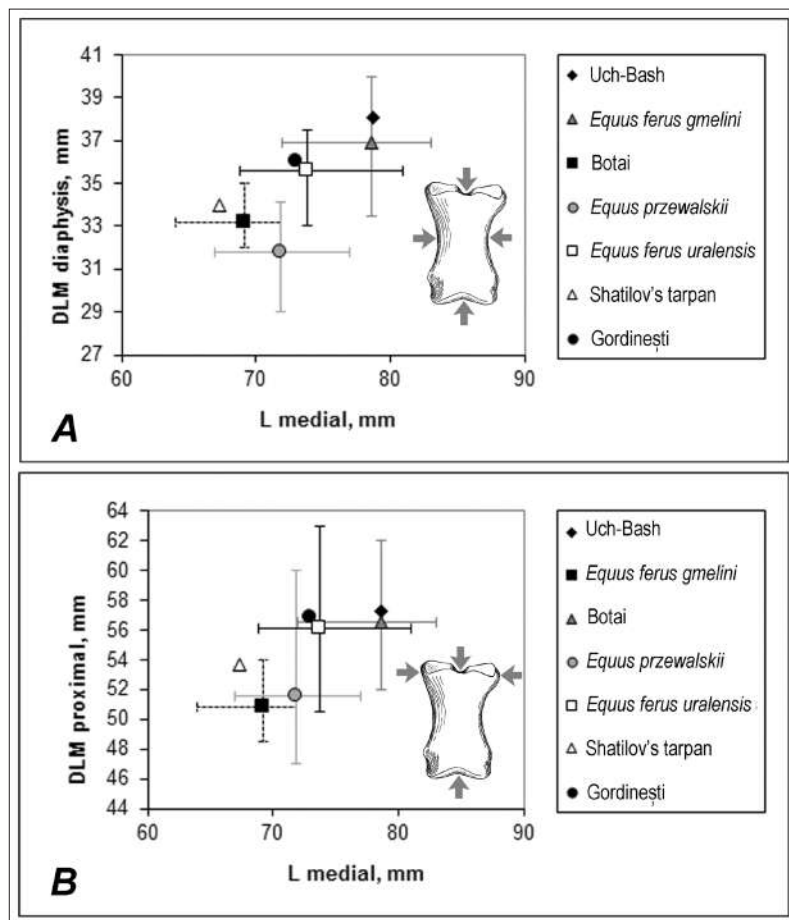 41
39
37
35
33
31
29
27
DLM diaphysis, mm
60 70 80 90
L medial, mm
A
Uch-Bash
Equus ferus gmelini
Botai
Equus przewalskii
Equus ferus uralensis
Shatilov's tarpan
Gordinești
64
62
60
58
56
54
52
50
48
46
44
DLM proximal, mm
60 70 80 90
L medial, mm
B
Uch-Bash
Equus ferus gmelini
Botai
Equus przewalskii
Equus ferus uralensis
Shatilov's tarpan
Gordinești